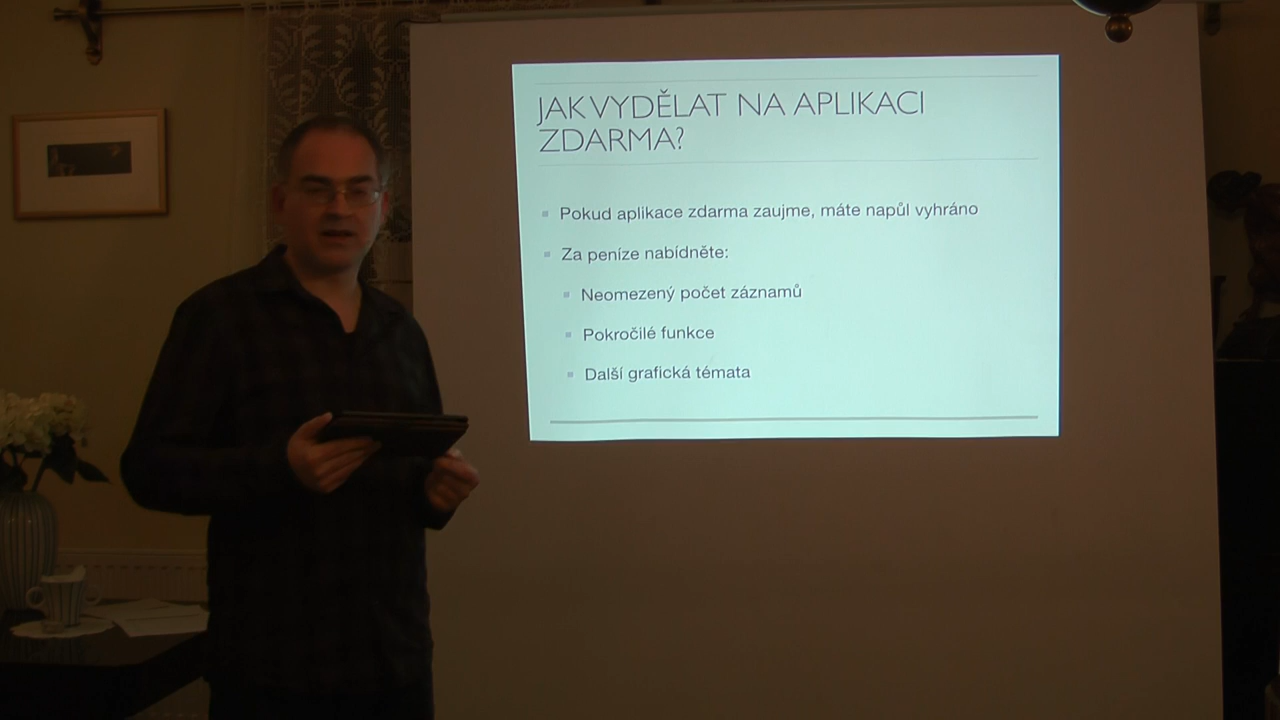 JAK VYDĚLAT NA APLIKACI
ZDARMA?
Pokud aplikace zdarma zaujme, máte napůl vyhráno
Za peníze nabídněte:
Neomezený počet záznamů
Pokročilé funkce
Další grafická témata